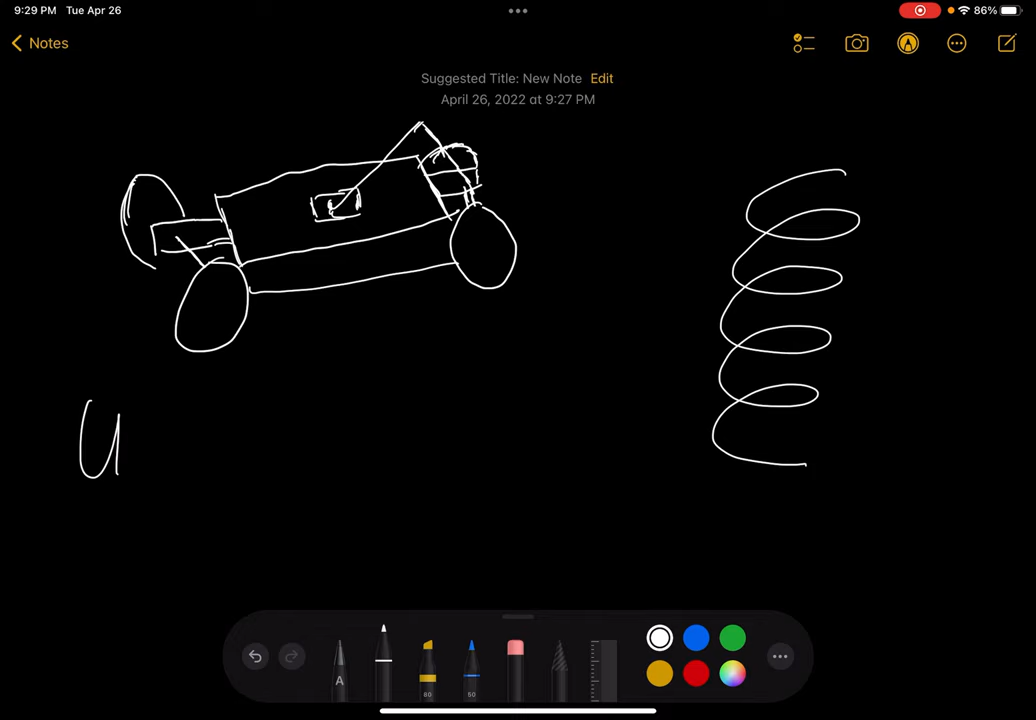 9:29 PM Tue Apr 26
86%
Notes
Suggested Title: New Note Edit
April 26, 2022 at 9:27 PM
U
A
80
50